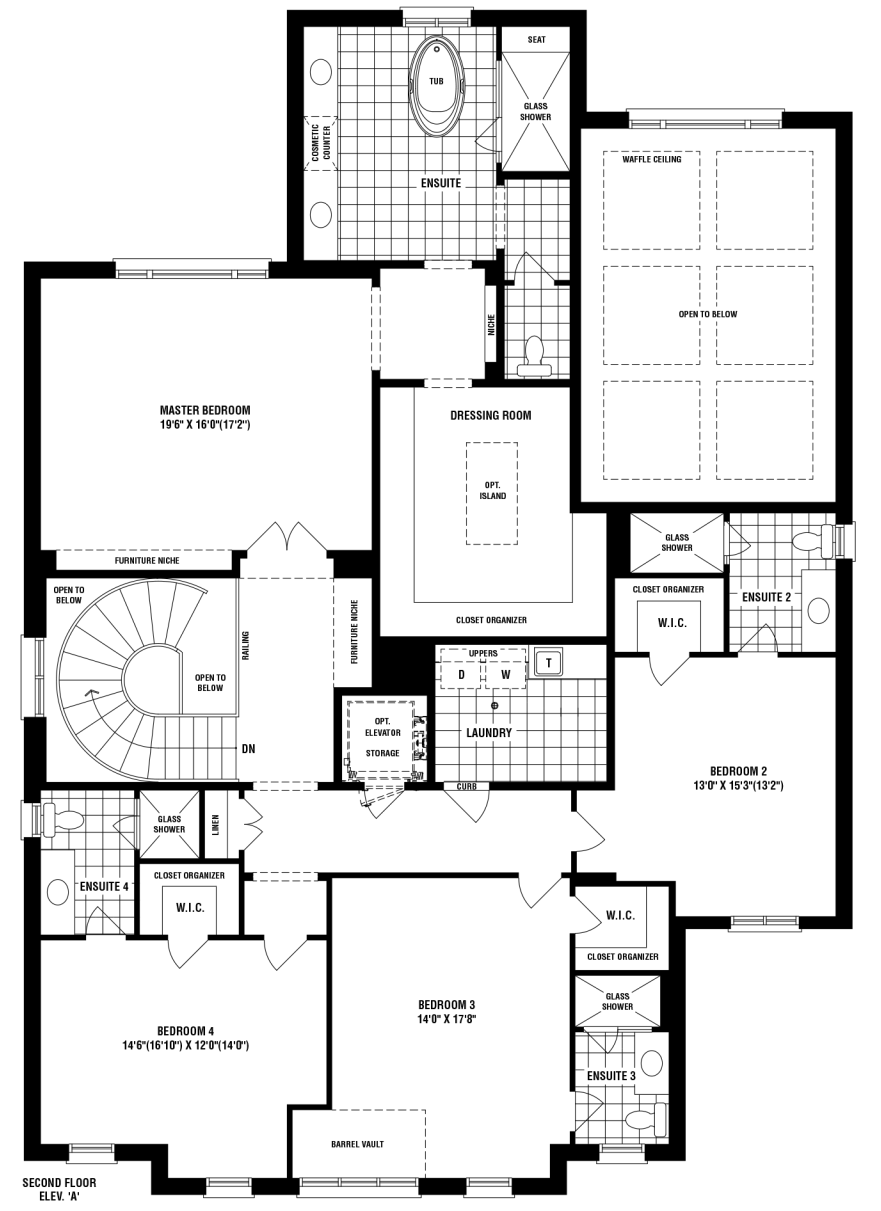 SEAT
TUB
GLASS
SHOWER
COSMETIC
COUNTER
ENSUITE
WAFFLE CEILING
OPEN TO BELOW
NICHE
MASTER BEDROOM
19'6" X 16'0"(17'2")
DRESSING ROOM
OPT.
ISLAND
CLOSET ORGANIZER
FURNITURE NICHE
GLASS
SHOWER
ENSUITE 2
CLOSET ORGANIZER
W.I.C.
OPEN TO
BELOW
RAILING
OPEN TO
BELOW
FURNITURE NICHE
DN
UPPERS
D
W
T
LAUNDRY
CURB
OPT.
ELEVATOR
STORAGE
BEDROOM 2
13'0" X 15'3"(13'2")
GLASS
SHOWER
LINEN
ENSUITE 4
CLOSET ORGANIZER
W.I.C.
W.I.C.
CLOSET ORGANIZER
BEDROOM 3
14'0" X 17'8"
GLASS
SHOWER
BEDROOM 4
14'6"(16'10") X 12'0"(14'0")
ENSUITE 3
BARREL VAULT
SECOND FLOOR
ELEV. 'A'